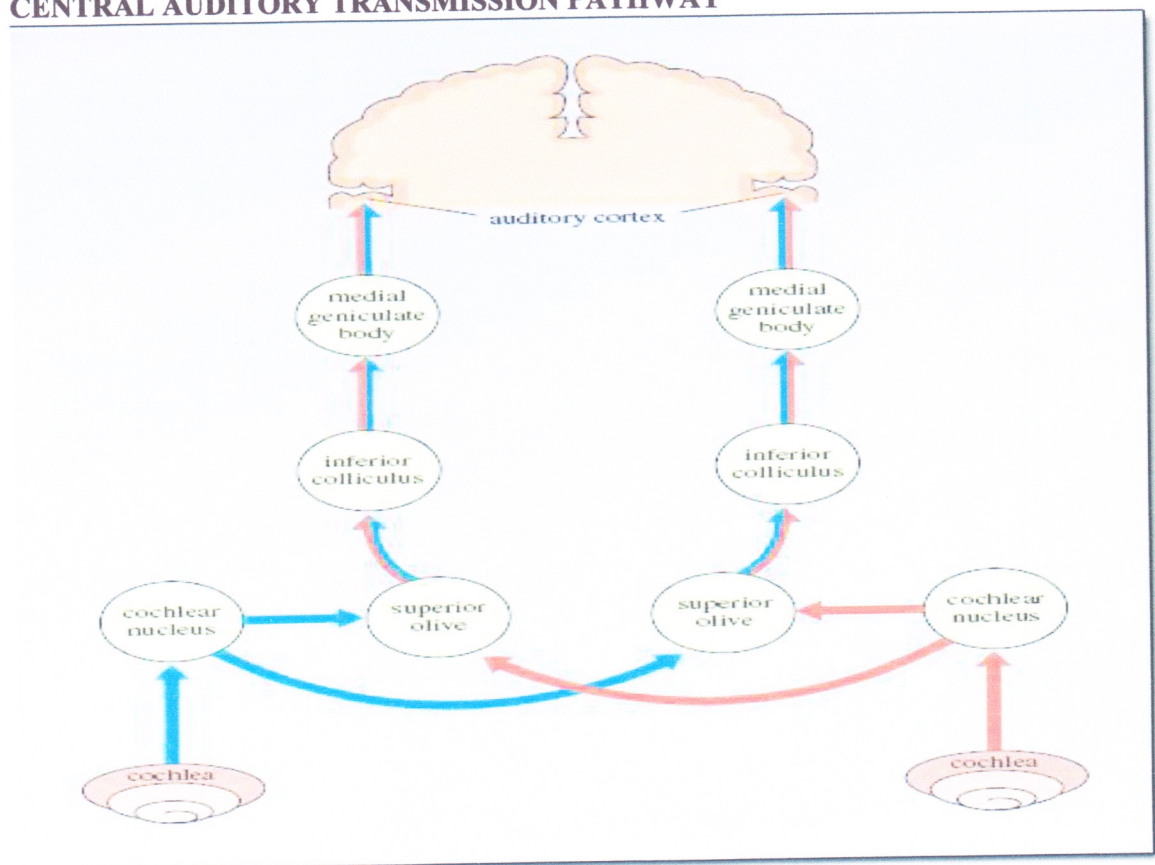 CENTRAL AUDITORY TRANSMISSION PATHWAY
auditory cortex
medial
geniculate
body
medial
geniculate
body
inferior
colliculus
inferior
colliculus
cochlear
nucleus
superior
olive
superior
olive
cochlear
nucleus
cochlea
cochlea